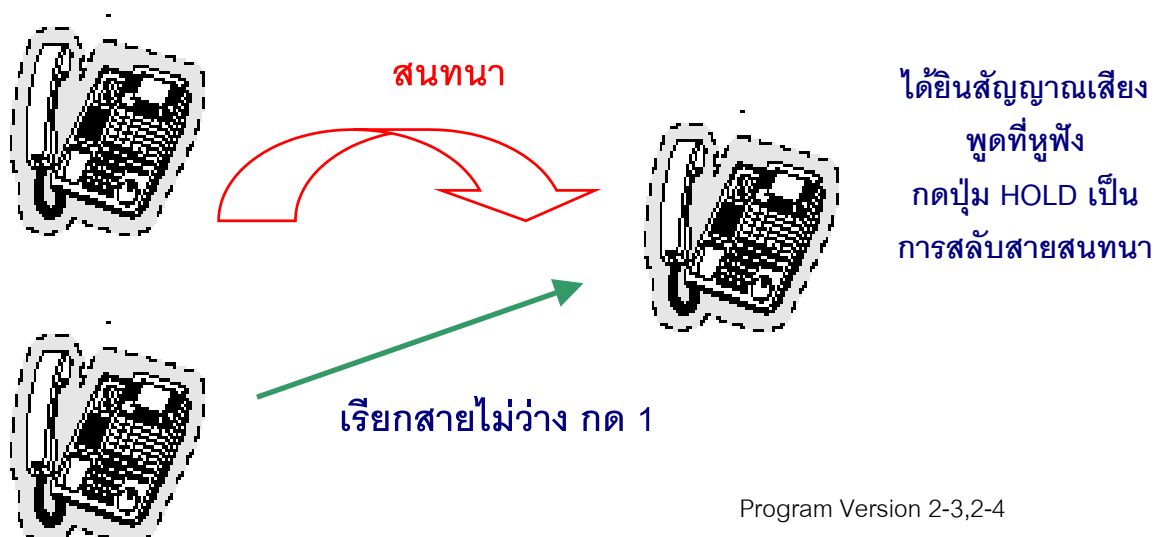 สนทนา
ได้ยินสัญญาณเสียง
พูดที่หูฟัง
กดปุ่ม HOLD เป็น
การสลับสายสนทนา
เรียกสายไม่ว่าง กด 1
Program Version 2-3,2-4